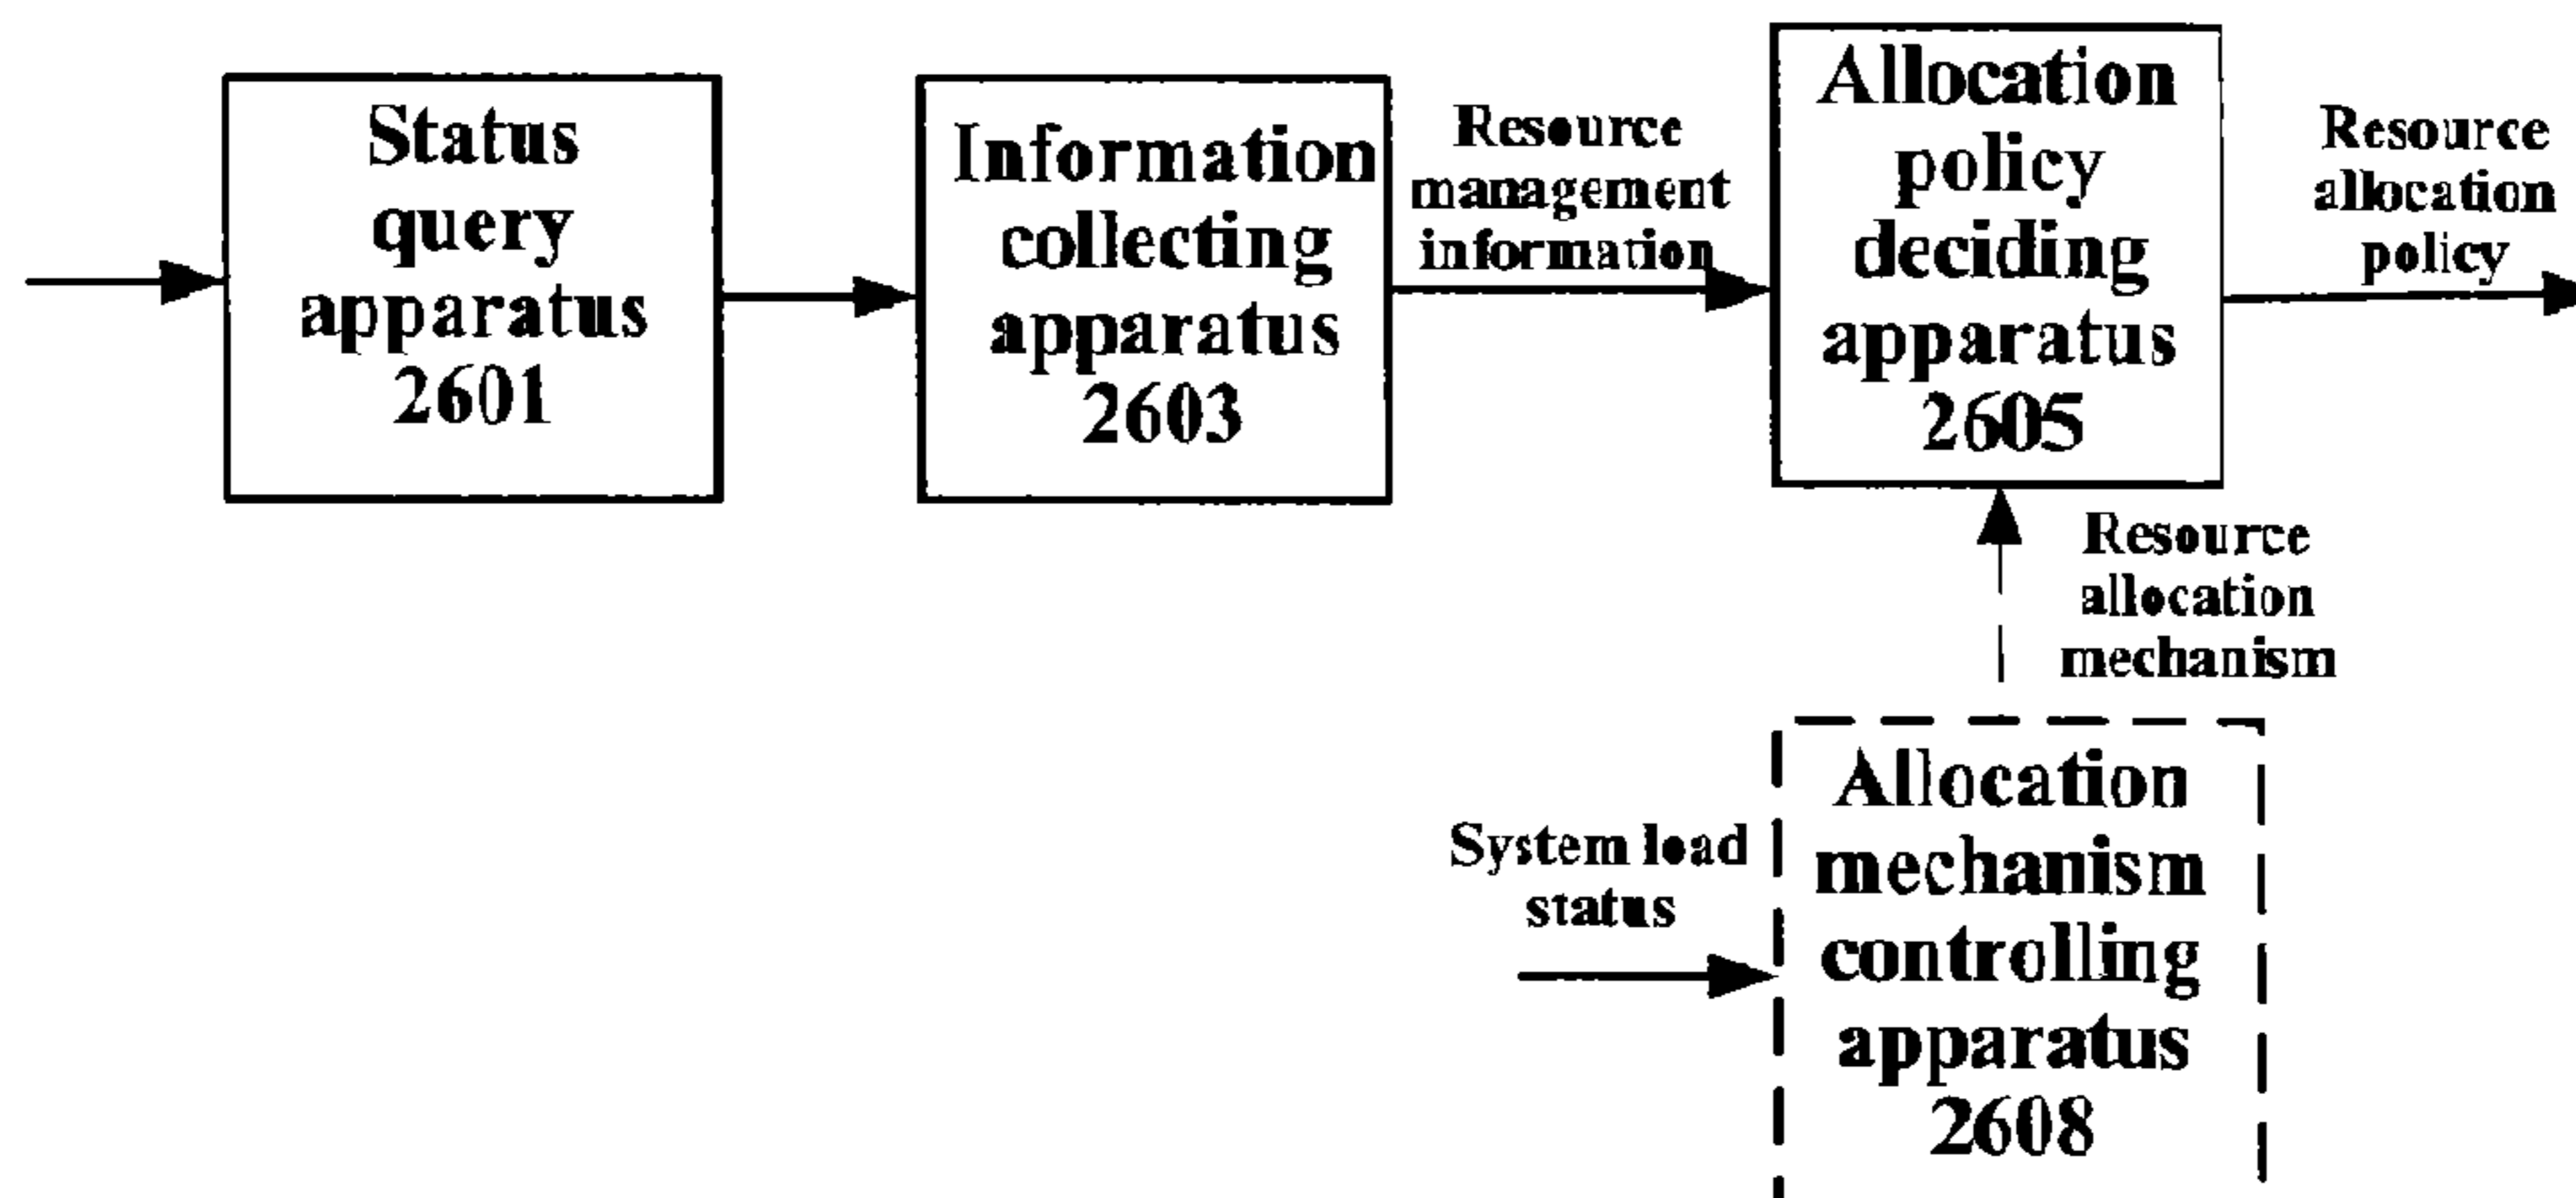 Status
query
apparatus
2601
Information
collecting
apparatus
2603
Resource
management
information
Allocation
policy
deciding
apparatus
2605
Resource
allocation
policy
Resource
allocation
mechanism
System load
status
Allocation
mechanism
controlling
apparatus
2608